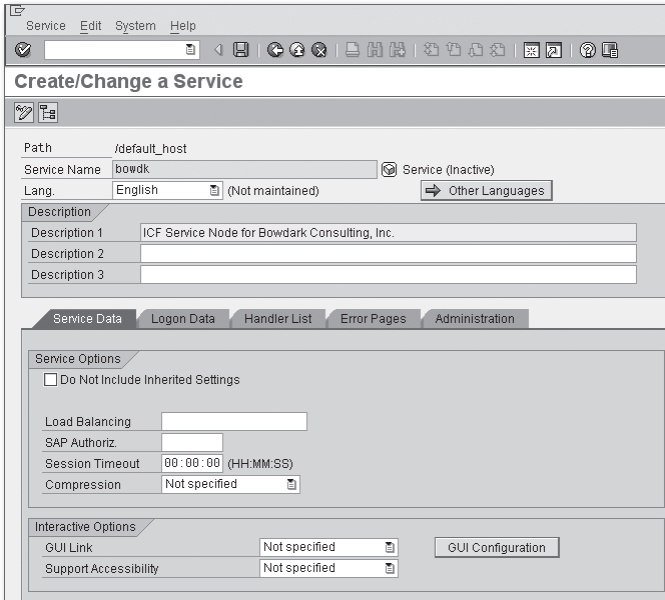 Service Edit System Help
Create/Change a Service
Path /default_host
Service Name bowdk Service (Inactive)
Lang. English (Not maintained) Other Languages
Description
Description 1 ICF Service Node for Bowdark Consulting, Inc.
Description 2
Description 3
Service Data Logon Data Handler List Error Pages Administration
Service Options
Do Not Include Inherited Settings
Load Balancing
SAP Authoriz.
Session Timeout 00:00:00 (HH:MM:SS)
Compression Not specified
Interactive Options
GUI Link Not specified GUI Configuration
Support Accessibility Not specified